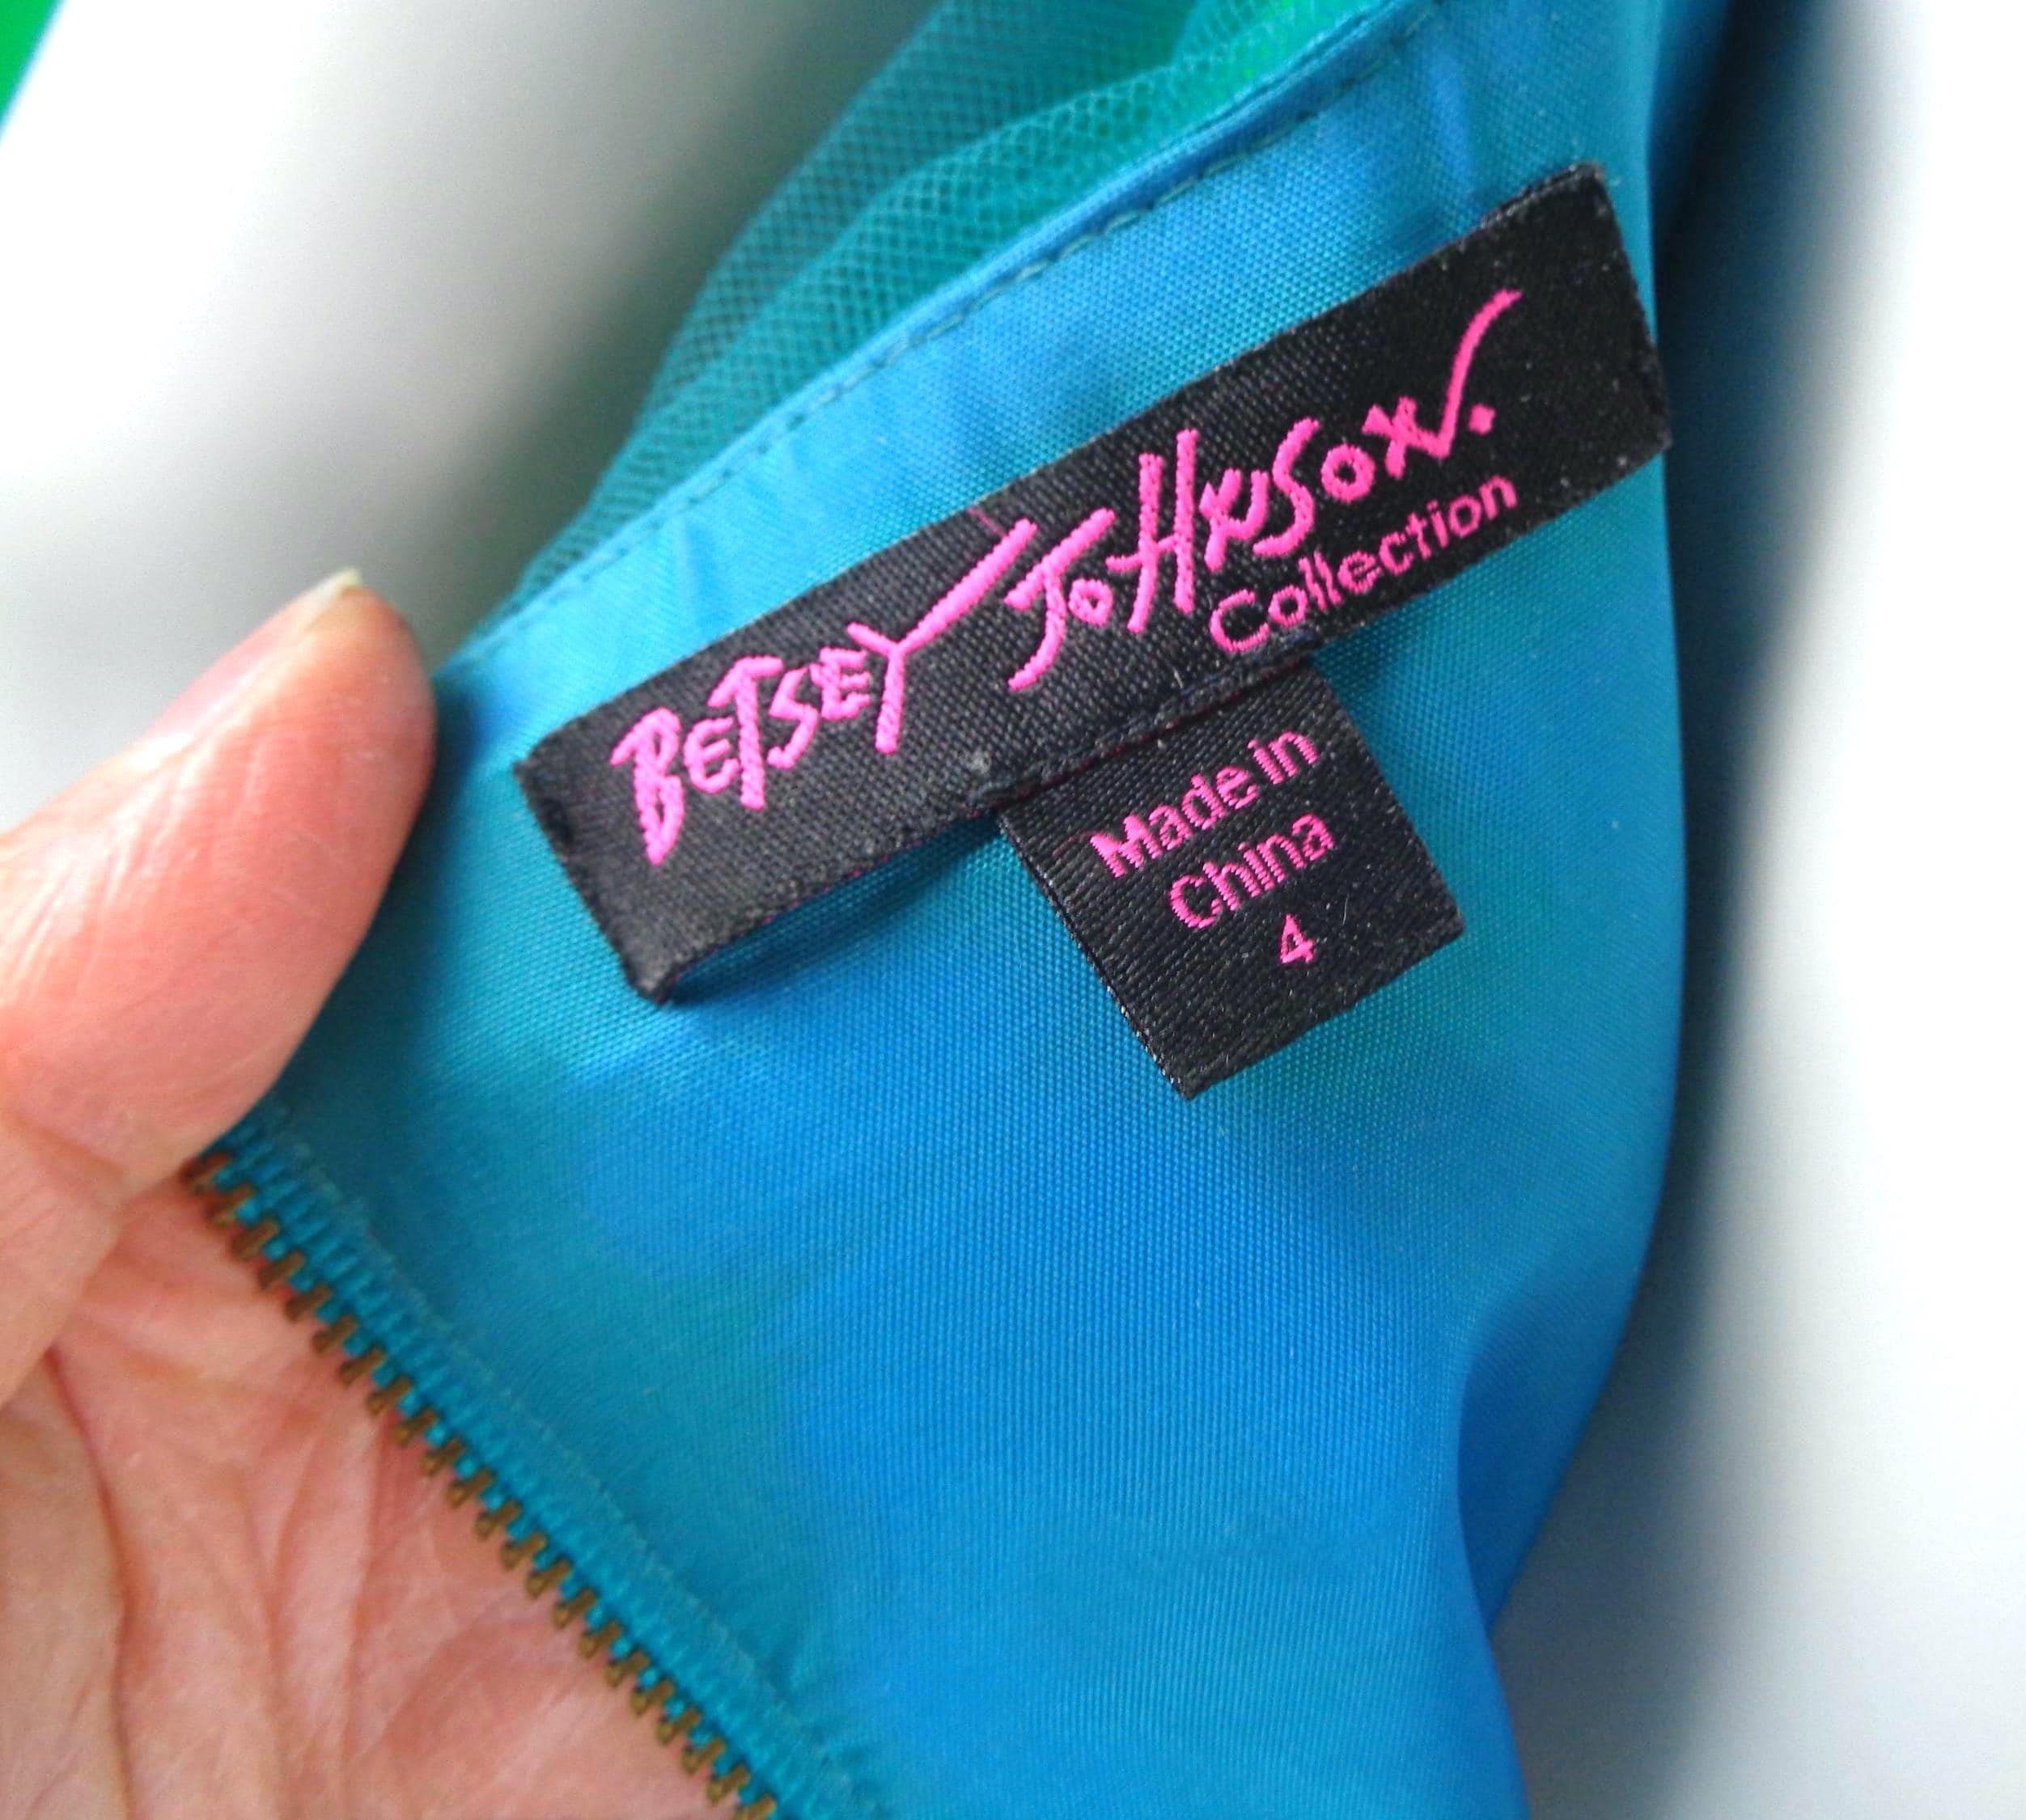 BETSEY JOHNSON.
Collection
Made in
China
4